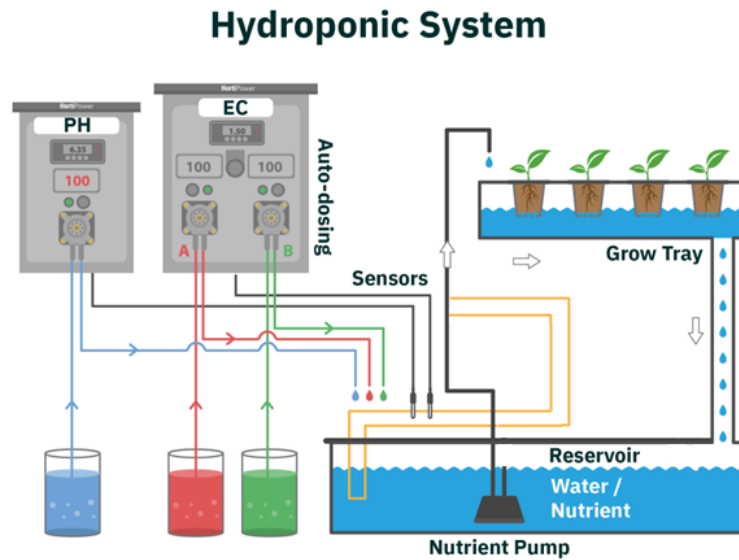 Hydroponic System
HortiPower
PH
6.35
100
HortiPower
EC
1.50
100
100
A
B
Auto-dosing
Sensors
Grow Tray
Reservoir
Water /
Nutrient
Nutrient Pump